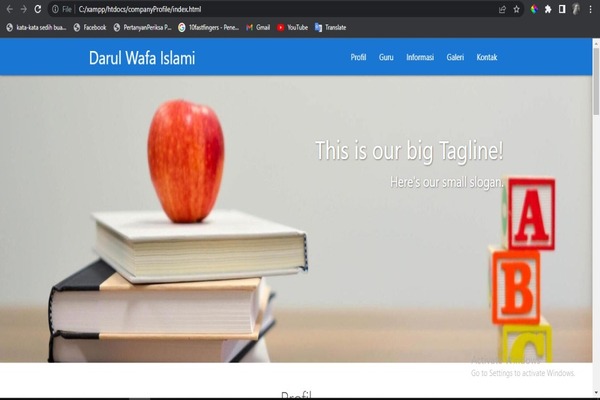 File C:/xampp/htdocs/companyProfile/index.html
kata-kata sedih bua... Facebook PertanyanPeriksa P... 10fastfingers - Pene... Gmail YouTube Translate
Darul Wafa Islami Profil Guru Informasi Galeri Kontak
This is our big Tagline!
Here's our small slogan.
A
B
C
Activate Windows
Go to Settings to activate Windows.
Profil